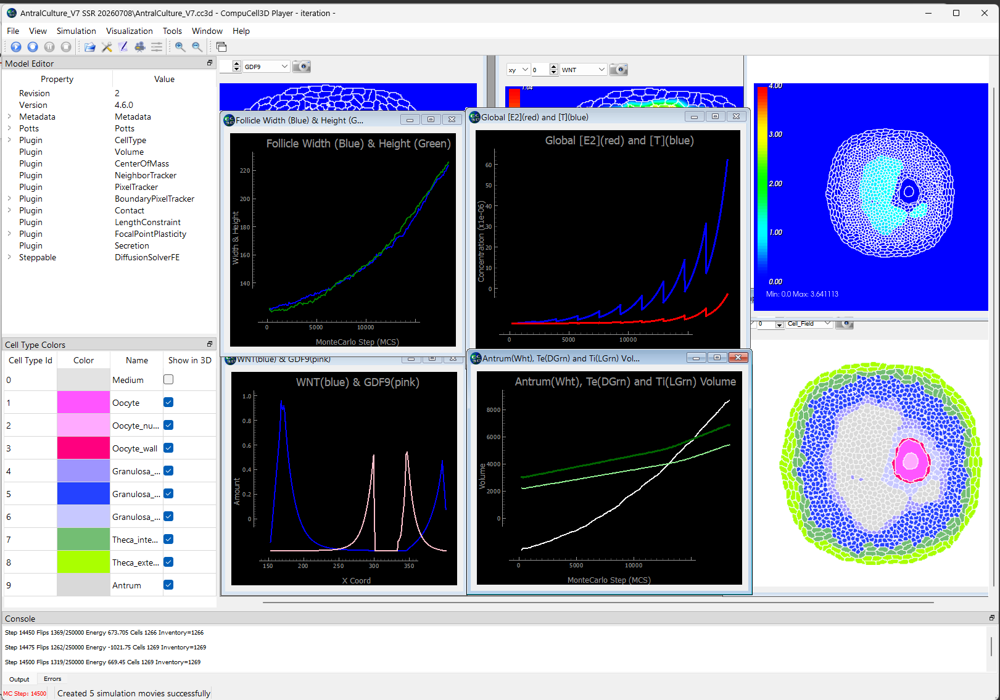 AntralCulture_V7 SSR 20260708\AntralCulture_V7.cc3d - CompuCell3D Player - iteration -
File View Simulation Visualization Tools Window Help
Model Editor
Property Value
Revision 2
Version 4.6.0
Metadata Metadata
Potts Potts
Plugin CellType
Plugin Volume
Plugin CenterOfMass
Plugin NeighborTracker
Plugin PixelTracker
Plugin BoundaryPixelTracker
Plugin Contact
Plugin LengthConstraint
Plugin FocalPointPlasticity
Plugin Secretion
Steppable DiffusionSolverFE
Cell Type Colors
Cell Type Id Color Name Show in 3D
0 Medium
1 Oocyte
2 Oocyte_nu...
3 Oocyte_wall
4 Granulosa_...
5 Granulosa_...
6 Granulosa_...
7 Theca_inte...
8 Theca_exte...
9 Antrum
GDF9
xy 0 WNT
1.04
Follicle Width (Blue) & Height (G...
Follicle Width (Blue) & Height (Green)
Width & Height
220
200
180
160
140
0 5000 10000
MonteCarlo Step (MCS)
Global [E2](red) and [T](blue)
Global [E2](red) and [T](blue)
Concentration (x1e-06)
60
50
40
30
20
10
0
0 5000 10000
4.00
3.00
2.00
1.00
0.00
Min: 0.0 Max: 3.641113
0 Cell_Field
WNT(blue) & GDF9(pink)
WNT(blue) & GDF9(pink)
Amount
1.0
0.8
0.6
0.4
0.2
0
150 200 250 300 350
X Coord
Antrum(Wht), Te(DGrn) and Ti(LGrn) Vol...
Antrum(Wht), Te(DGrn) and Ti(LGrn) Volume
Volume
8000
6000
4000
2000
0
0 5000 10000
MonteCarlo Step (MCS)
Console
Step 14450 Flips 1369/250000 Energy 673.705 Cells 1266 Inventory=1266
Step 14475 Flips 1262/250000 Energy -1021.75 Cells 1269 Inventory=1269
Step 14500 Flips 1319/250000 Energy 669.45 Cells 1269 Inventory=1269
Output Errors
MC Step: 14500 Created 5 simulation movies successfully